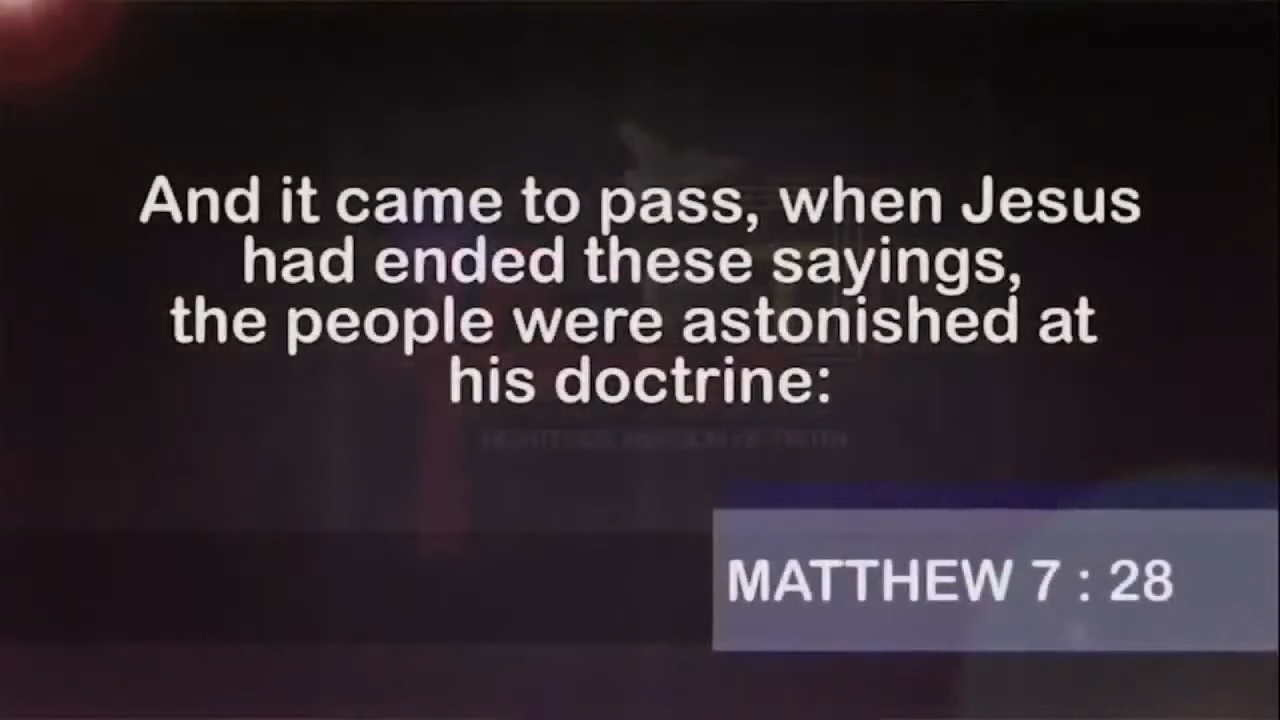 And it came to pass, when Jesus
had ended these sayings,
the people were astonished at
his doctrine:
MATTHEW 7 : 28